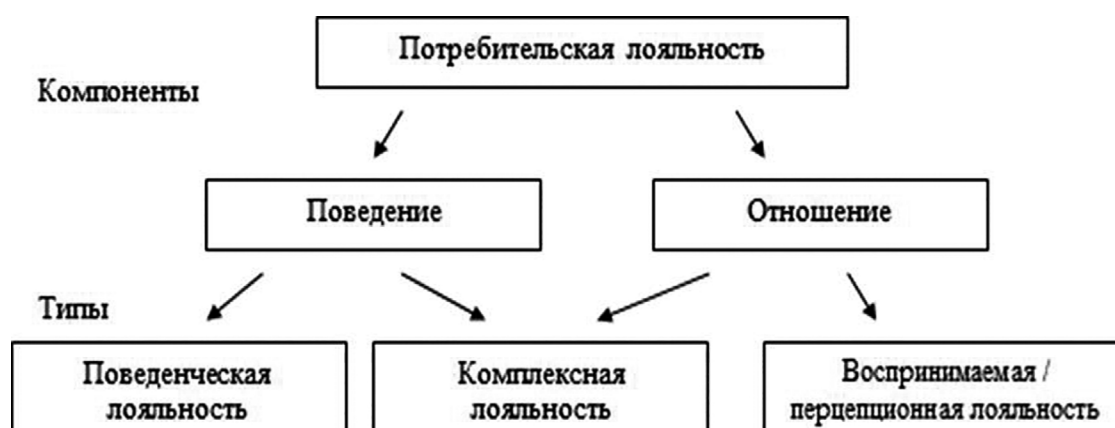 Потребительская лояльность
Компоненты
Поведение
Отношение
Типы
Поведенческая
лояльность
Комплексная
лояльность
Воспринимаемая /
перцепционная лояльность